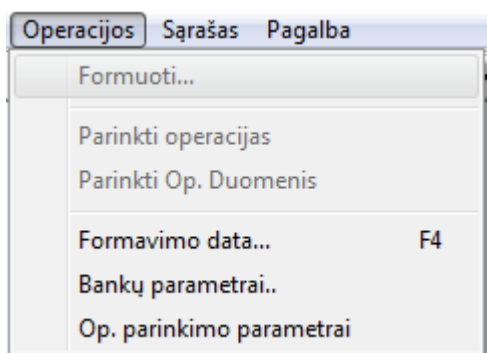 Operacijos Sąrašas Pagalba
Formuoti...
Parinkti operacijas
Parinkti Op. Duomenis
Formavimo data... F4
Bankų parametrai..
Op. parinkimo parametrai